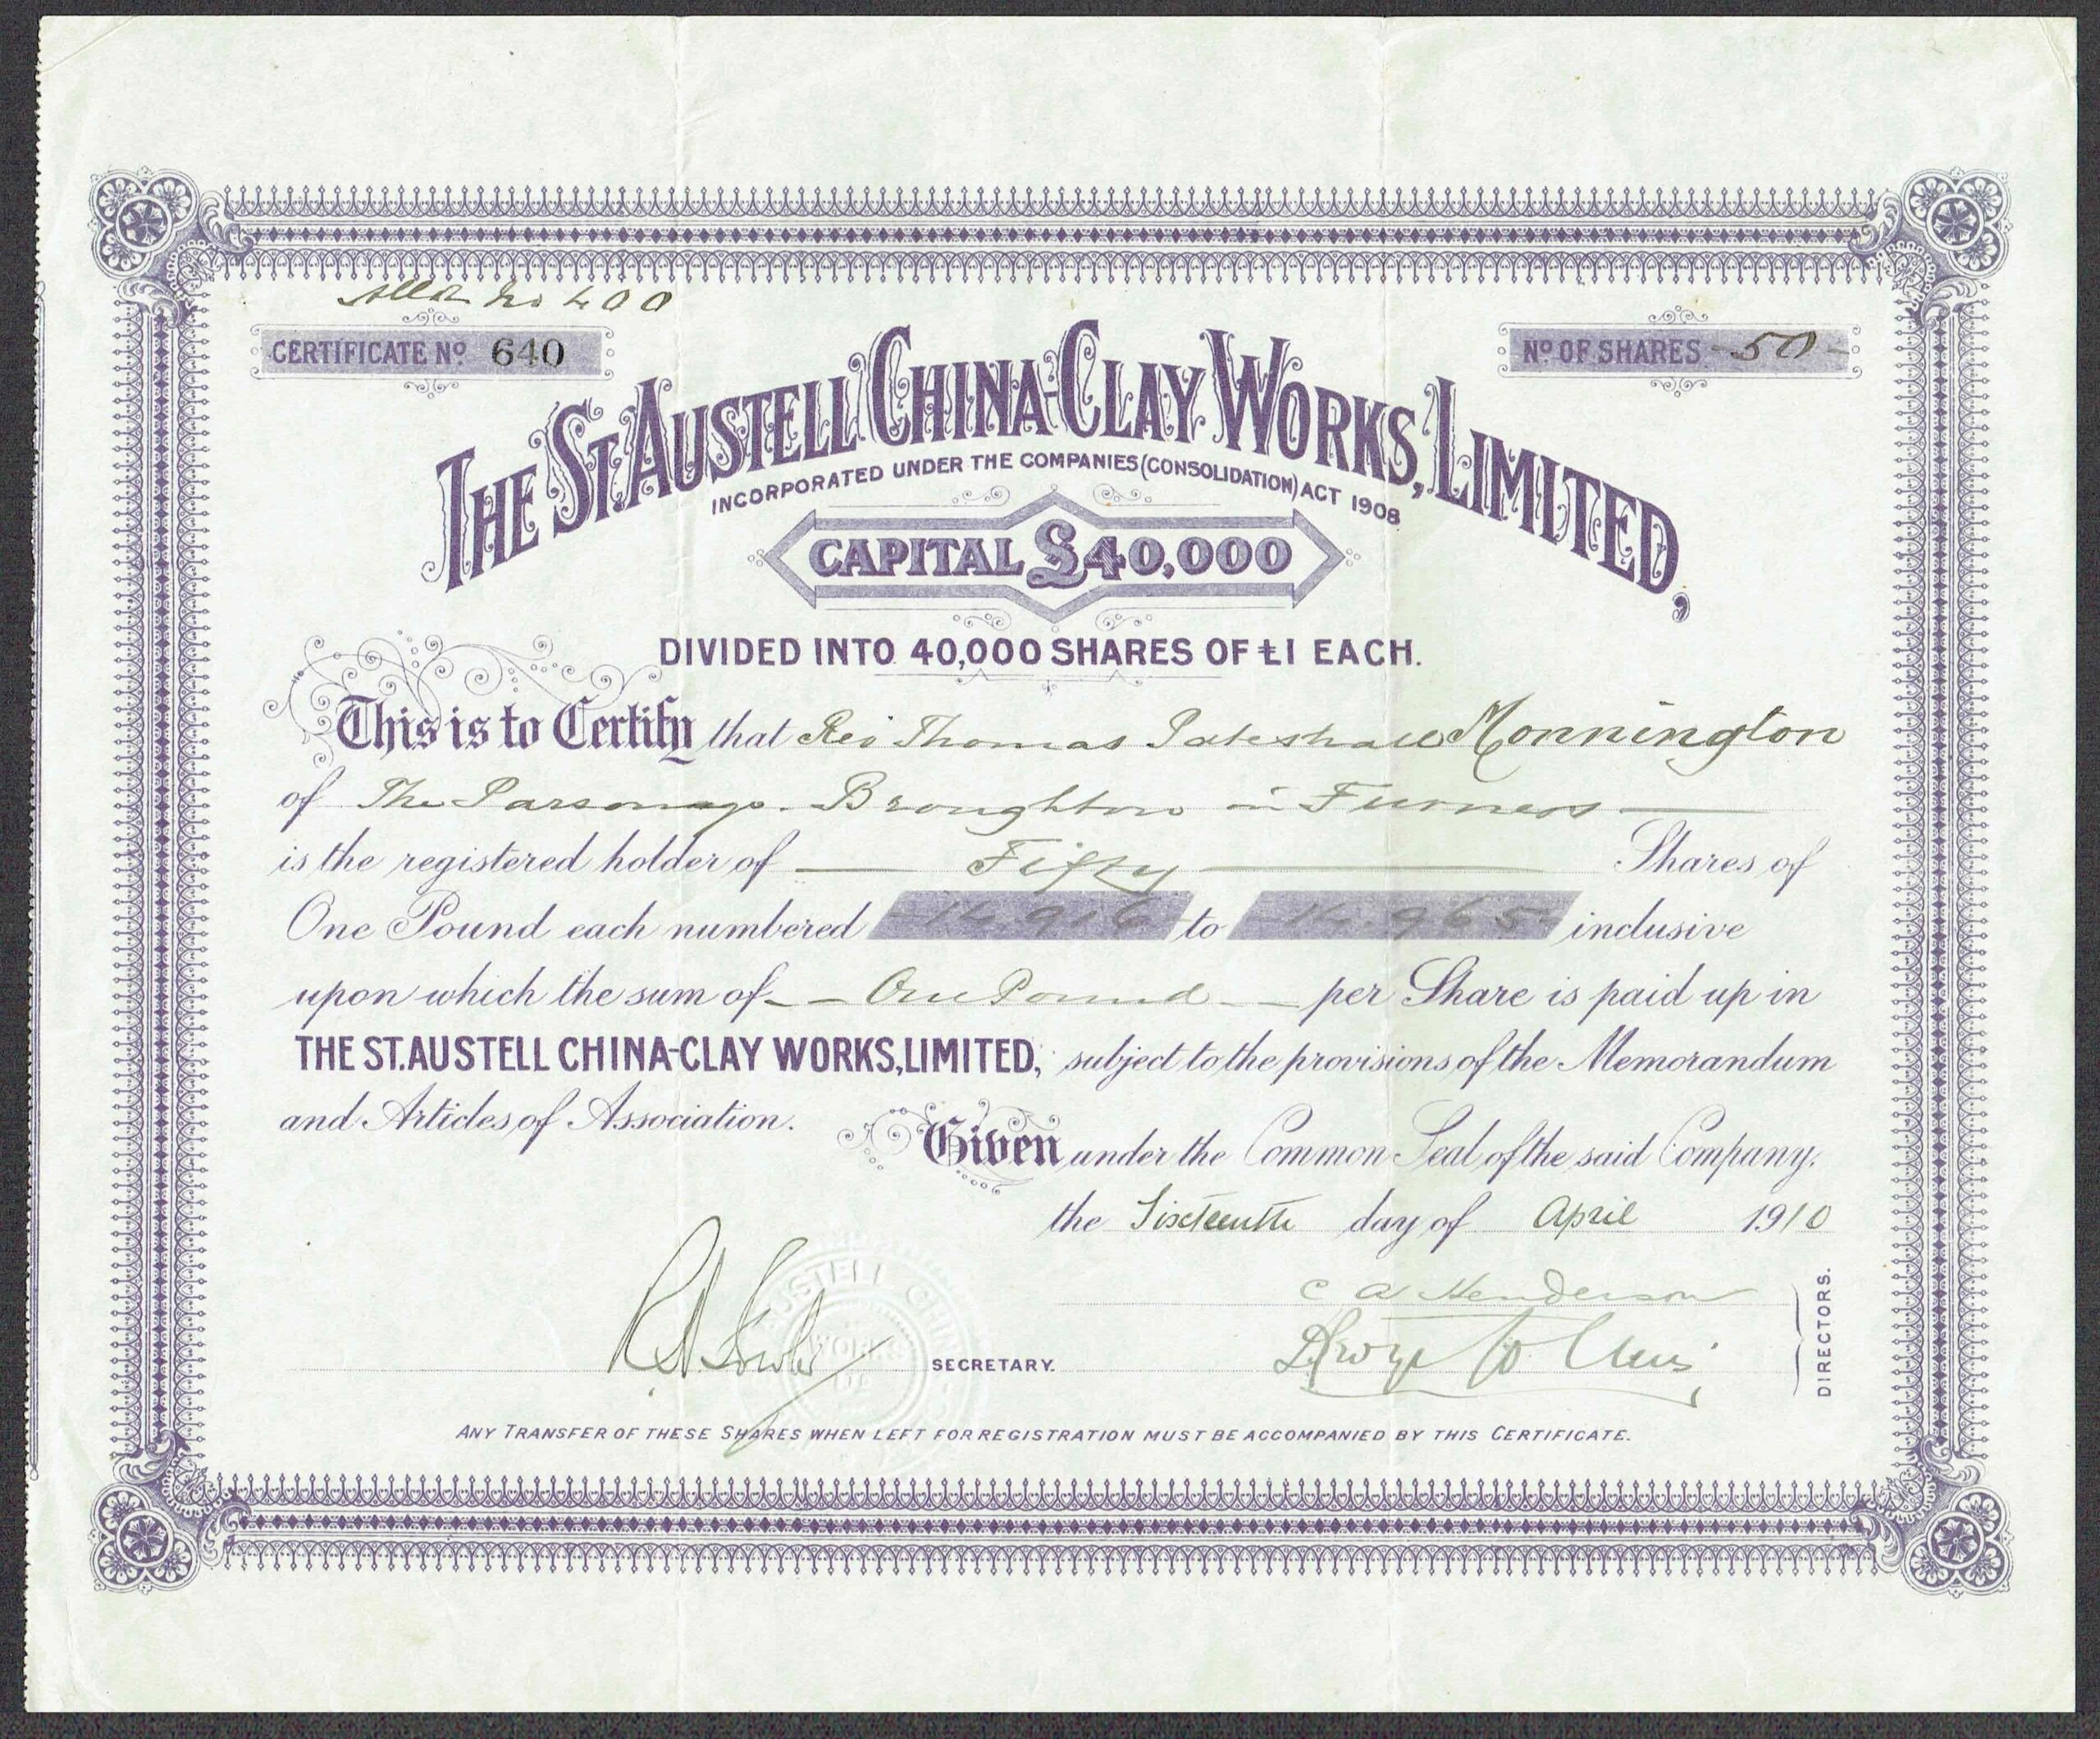 Allt No 400
CERTIFICATE No 640
No OF SHARES - 50 -
THE ST. AUSTELL CHINA-CLAY WORKS, LIMITED,
INCORPORATED UNDER THE COMPANIES (CONSOLIDATION) ACT 1908
CAPITAL £40,000
DIVIDED INTO 40,000 SHARES OF £1 EACH.
This is to Certify that Rev Thomas Pateshall Monnington
of The Parsonage Broughton in Furness
is the registered holder of Fifty Shares of
One Pound each numbered 14916 to 14965 inclusive
upon which the sum of One Pound per Share is paid up in
THE ST. AUSTELL CHINA-CLAY WORKS, LIMITED, subject to the provisions of the Memorandum
and Articles of Association.
Given under the Common Seal of the said Company,
the Sixteenth day of April 1910
C A Henderson
SECRETARY.
DIRECTORS.
ANY TRANSFER OF THESE SHARES WHEN LEFT FOR REGISTRATION MUST BE ACCOMPANIED BY THIS CERTIFICATE.